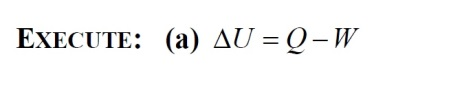 EXECUTE: (a) ΔU = Q – W